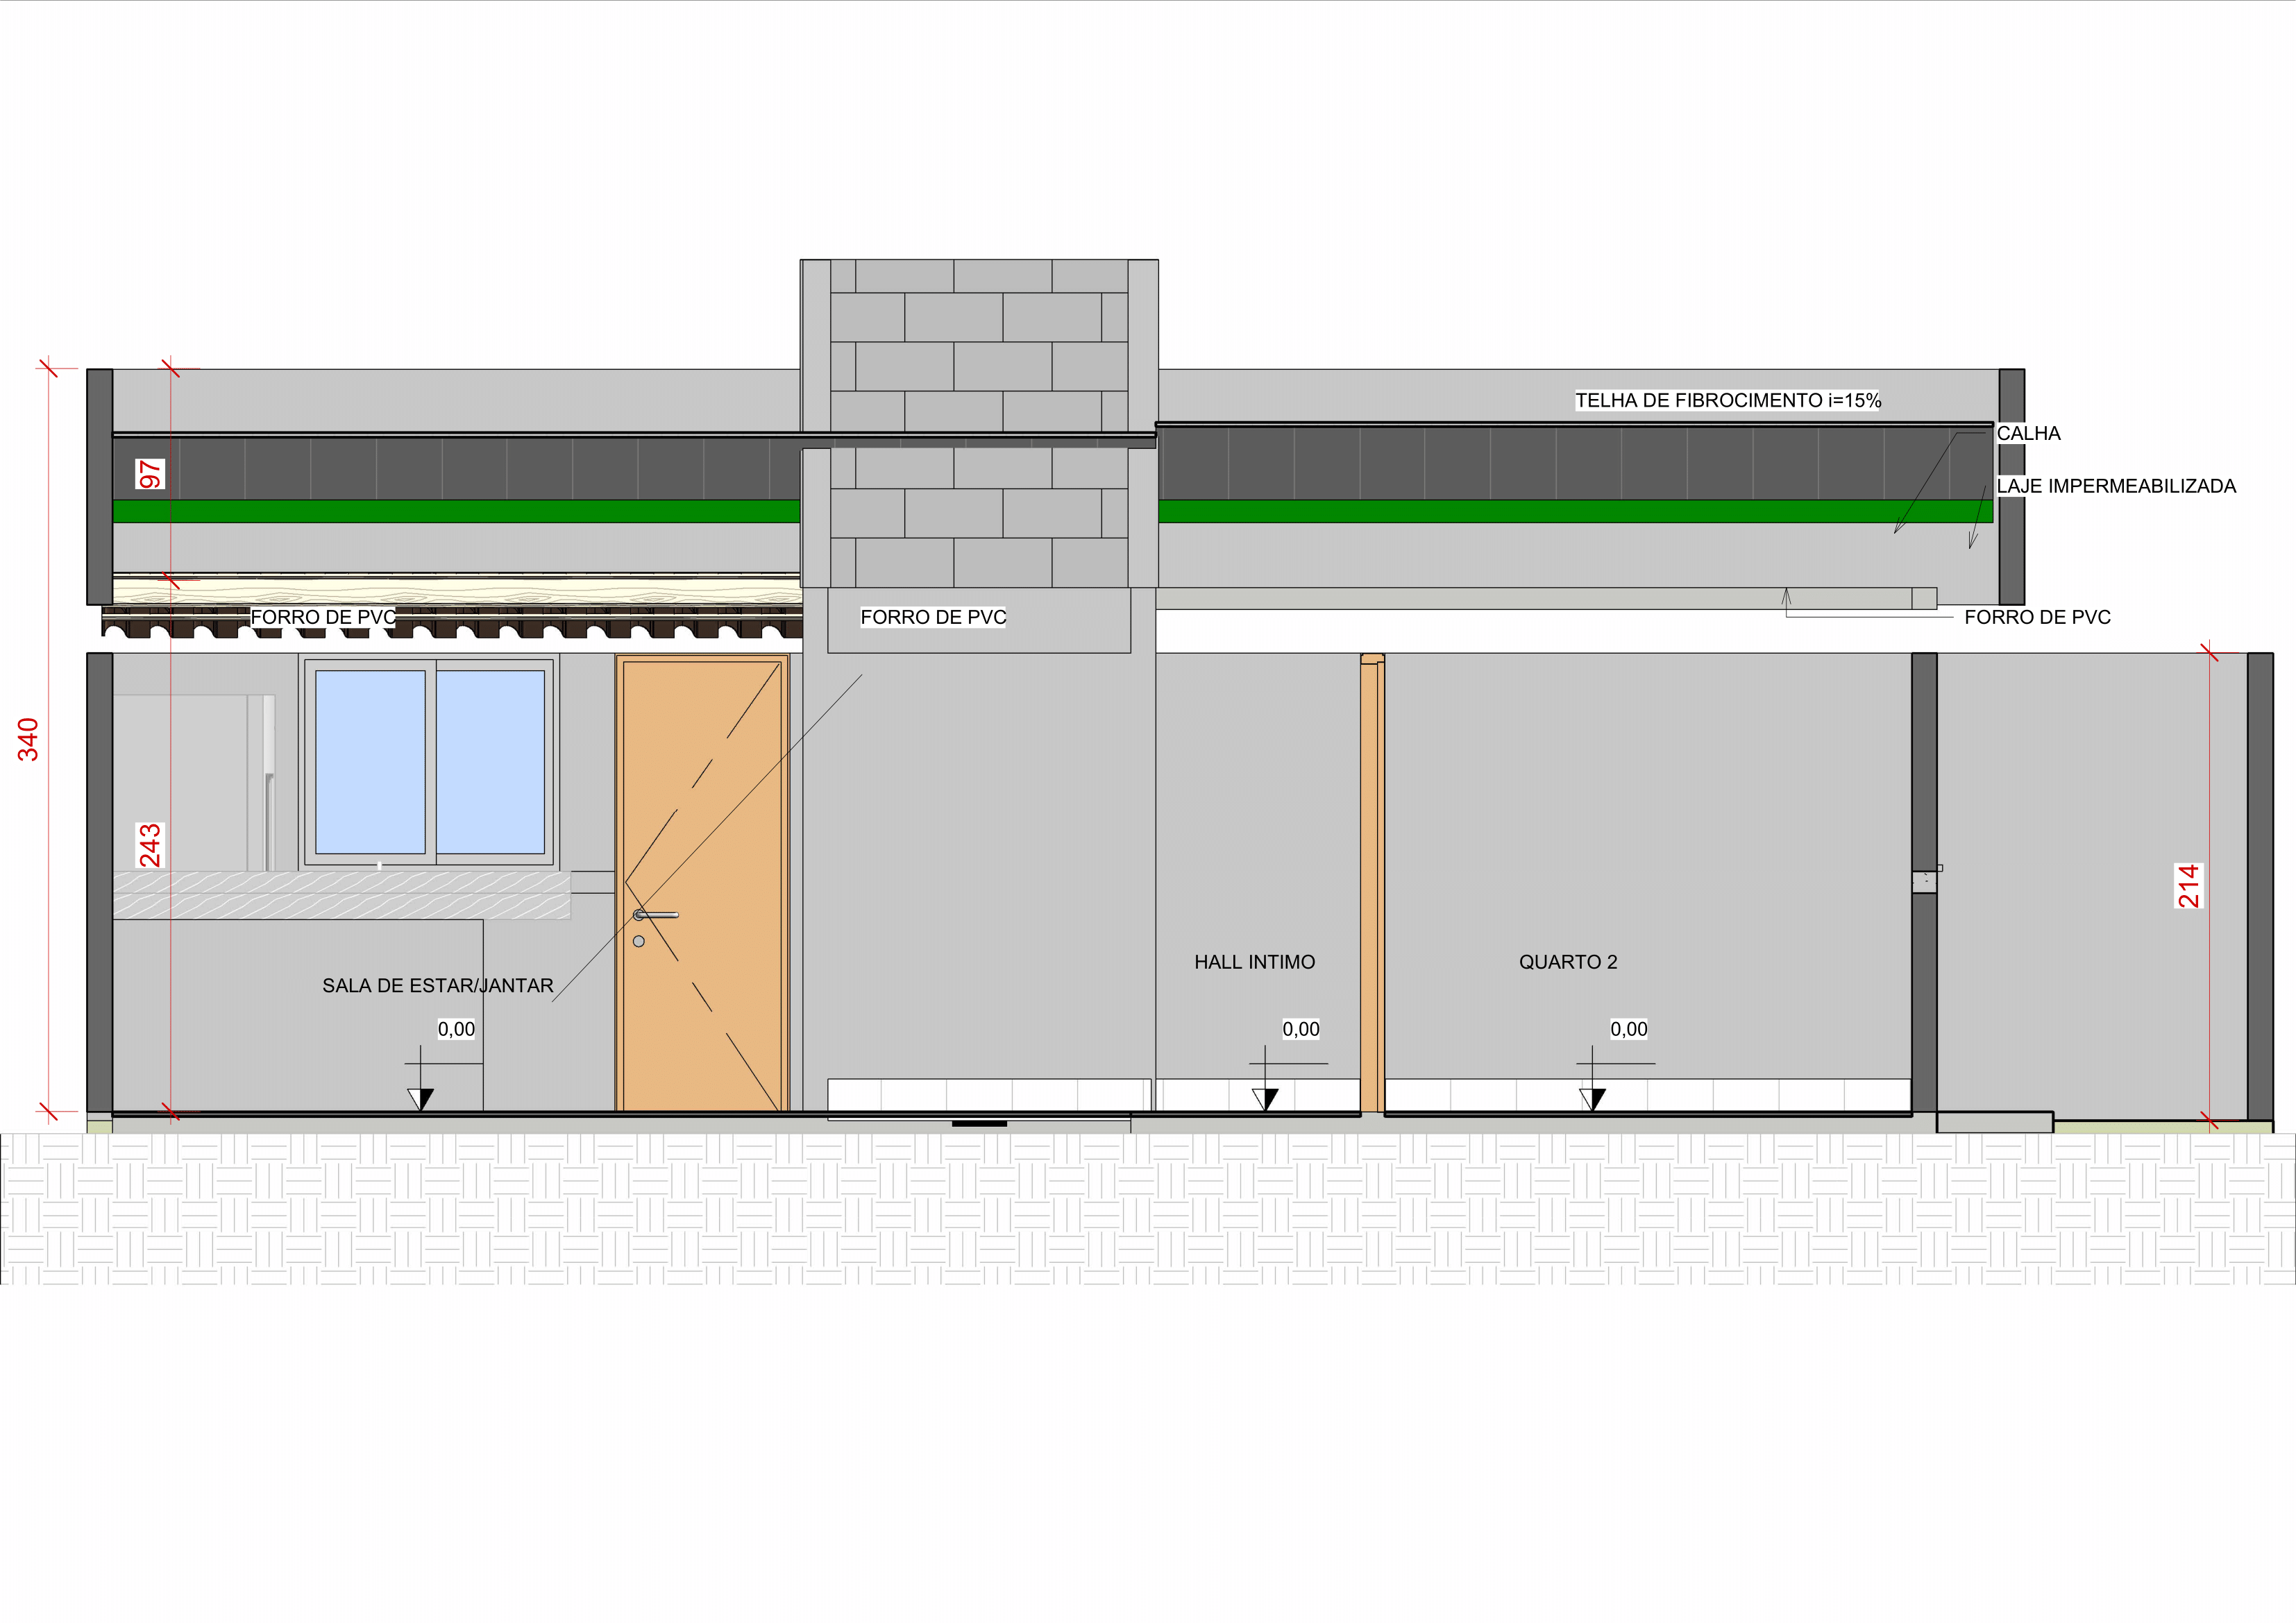 TELHA DE FIBROCIMENTO i=15%
CALHA
97
LAJE IMPERMEABILIZADA
FORRO DE PVC
FORRO DE PVC
FORRO DE PVC
340
243
214
HALL INTIMO
QUARTO 2
SALA DE ESTAR/JANTAR
0,00
0,00
0,00